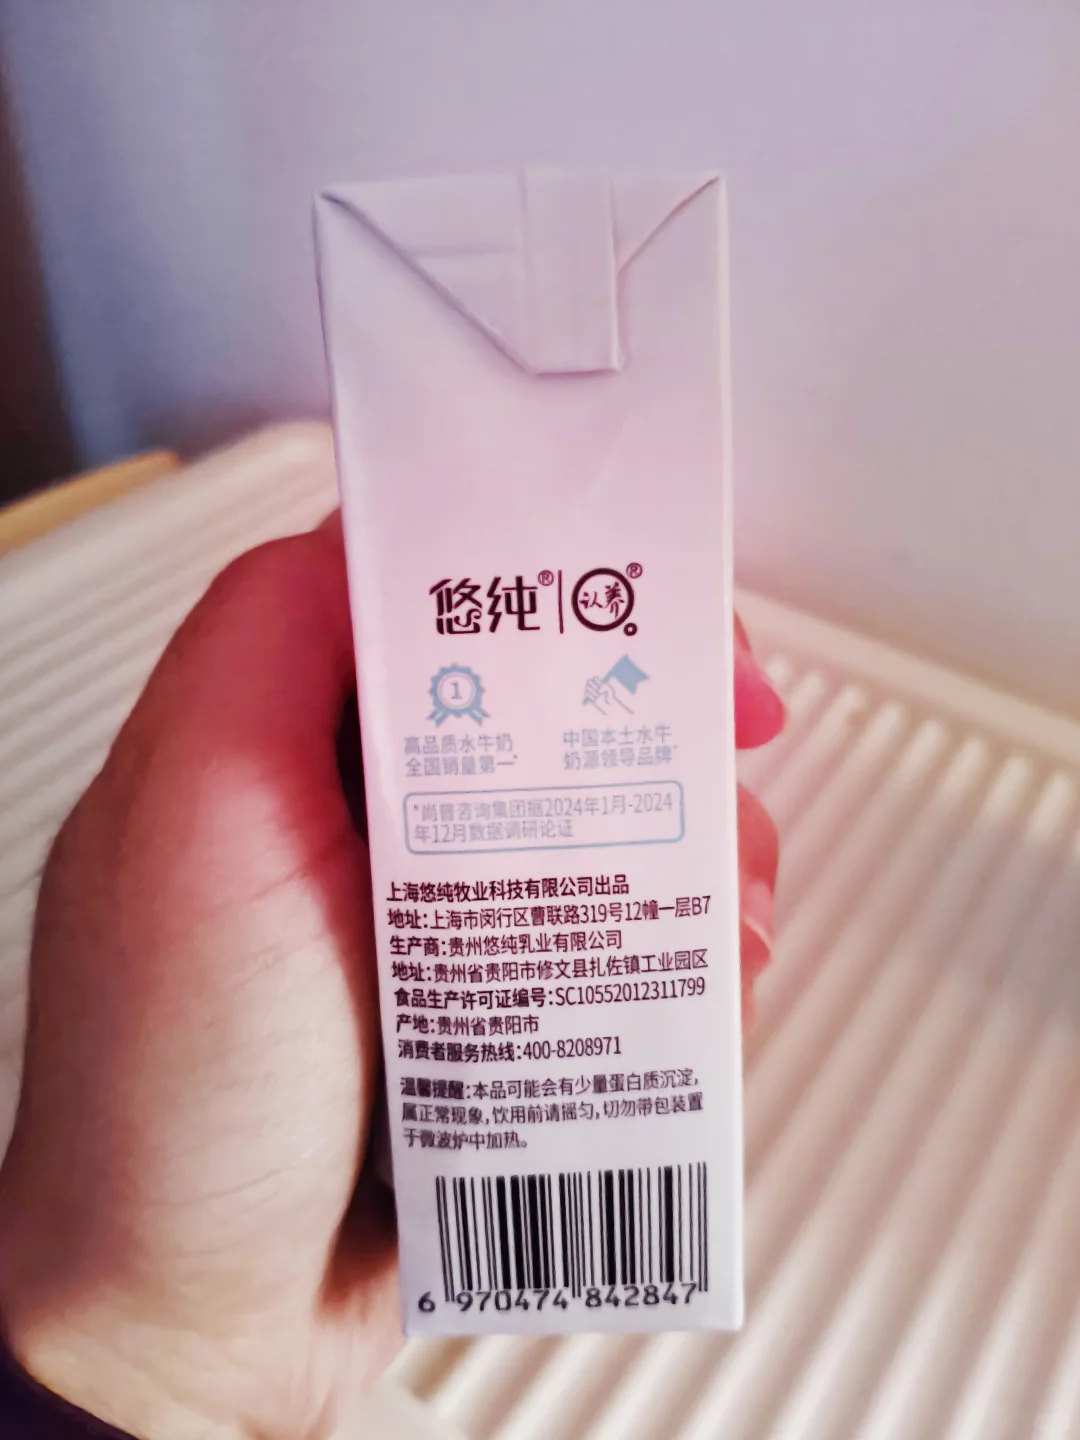 悠纯®|认养®
1
高品质水牛奶
全国销量第一*
中国本土水牛
奶源领导品牌*
*尚普咨询集团据2024年1月-2024
年12月数据调研论证
上海悠纯牧业科技有限公司出品
地址:上海市闵行区曹联路319号12幢一层B7
生产商:贵州悠纯乳业有限公司
地址:贵州省贵阳市修文县扎佐镇工业园区
食品生产许可证编号:SC10552012311799
产地:贵州省贵阳市
消费者服务热线:400-8208971
温馨提醒:本品可能会有少量蛋白质沉淀,
属正常现象,饮用前请摇匀,切勿带包装置
于微波炉中加热。
6 970474 842847